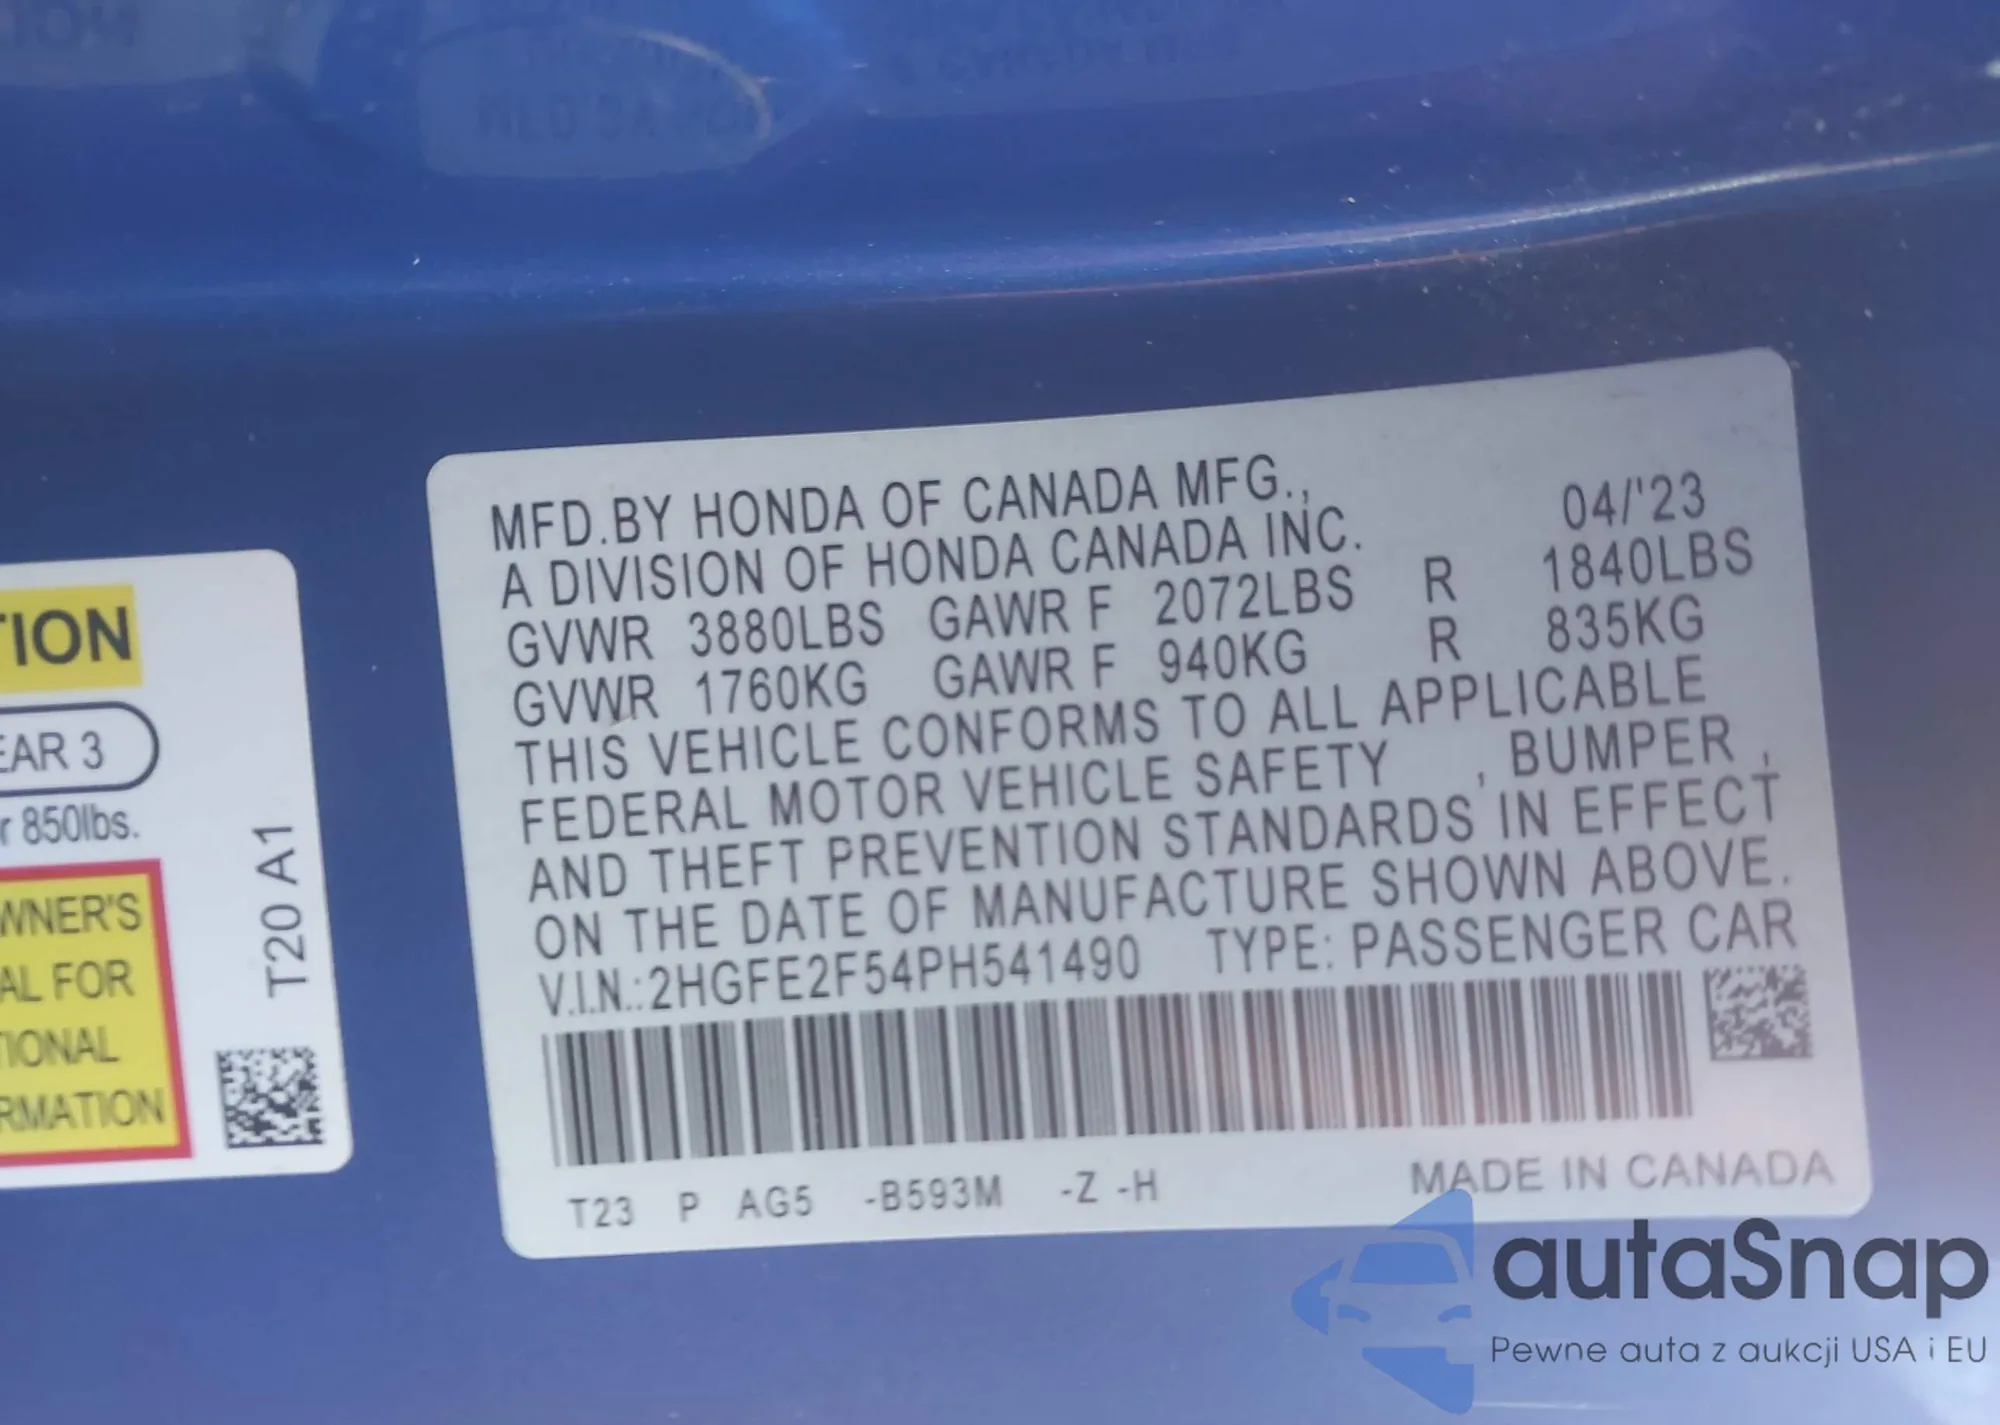 TION
EAR 3
r 850lbs.
WNER'S
AL FOR
TIONAL
RMATION
T20 A1
MFD.BY HONDA OF CANADA MFG., 04/'23
A DIVISION OF HONDA CANADA INC.
GVWR 3880LBS GAWR F 2072LBS R 1840LBS
GVWR 1760KG GAWR F 940KG R 835KG
THIS VEHICLE CONFORMS TO ALL APPLICABLE
FEDERAL MOTOR VEHICLE SAFETY , BUMPER ,
AND THEFT PREVENTION STANDARDS IN EFFECT
ON THE DATE OF MANUFACTURE SHOWN ABOVE.
V.I.N.:2HGFE2F54PH541490 TYPE: PASSENGER CAR
T23 P AG5 -B593M -Z -H
MADE IN CANADA
autaSnap
Pewne auta z aukcji USA i EU